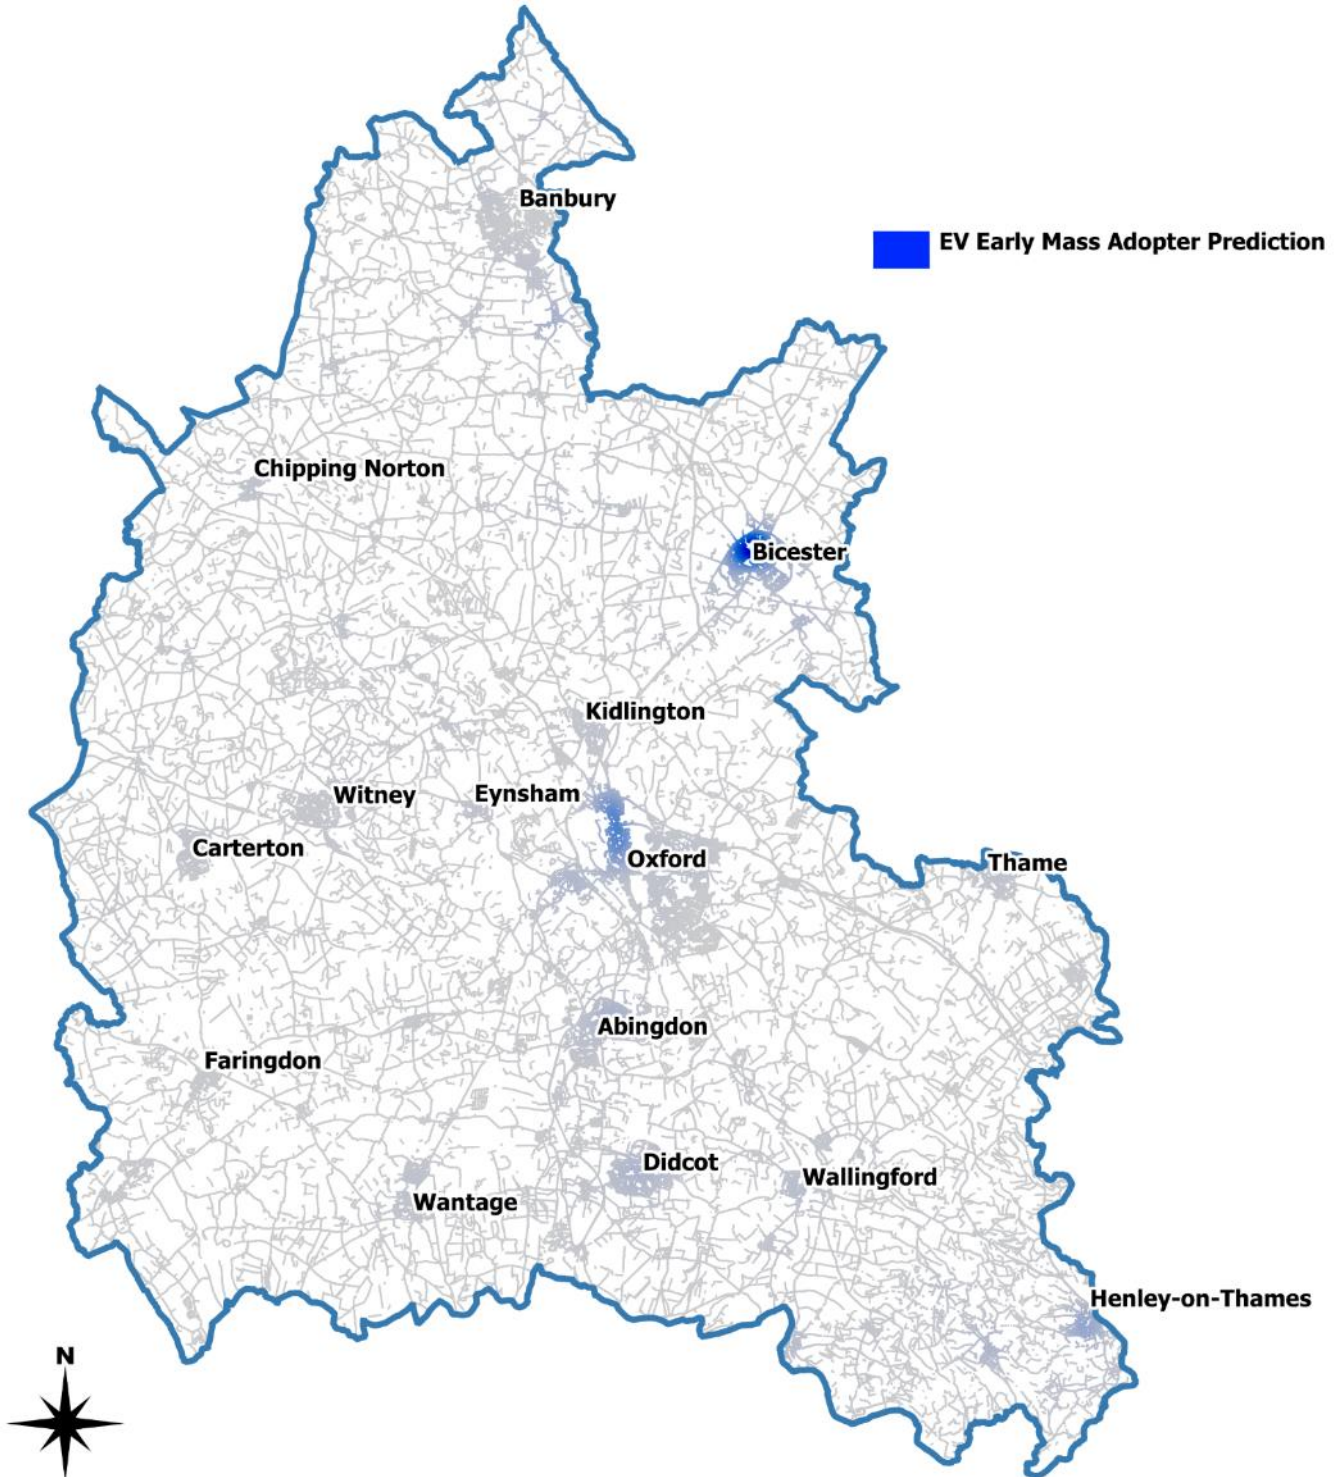 Banbury
EV Early Mass Adopter Prediction
Chipping Norton
Bicester
Kidlington
Witney
Eynsham
Carterton
Oxford
Thame
Abingdon
Faringdon
Didcot
Wallingford
Wantage
Henley-on-Thames
N